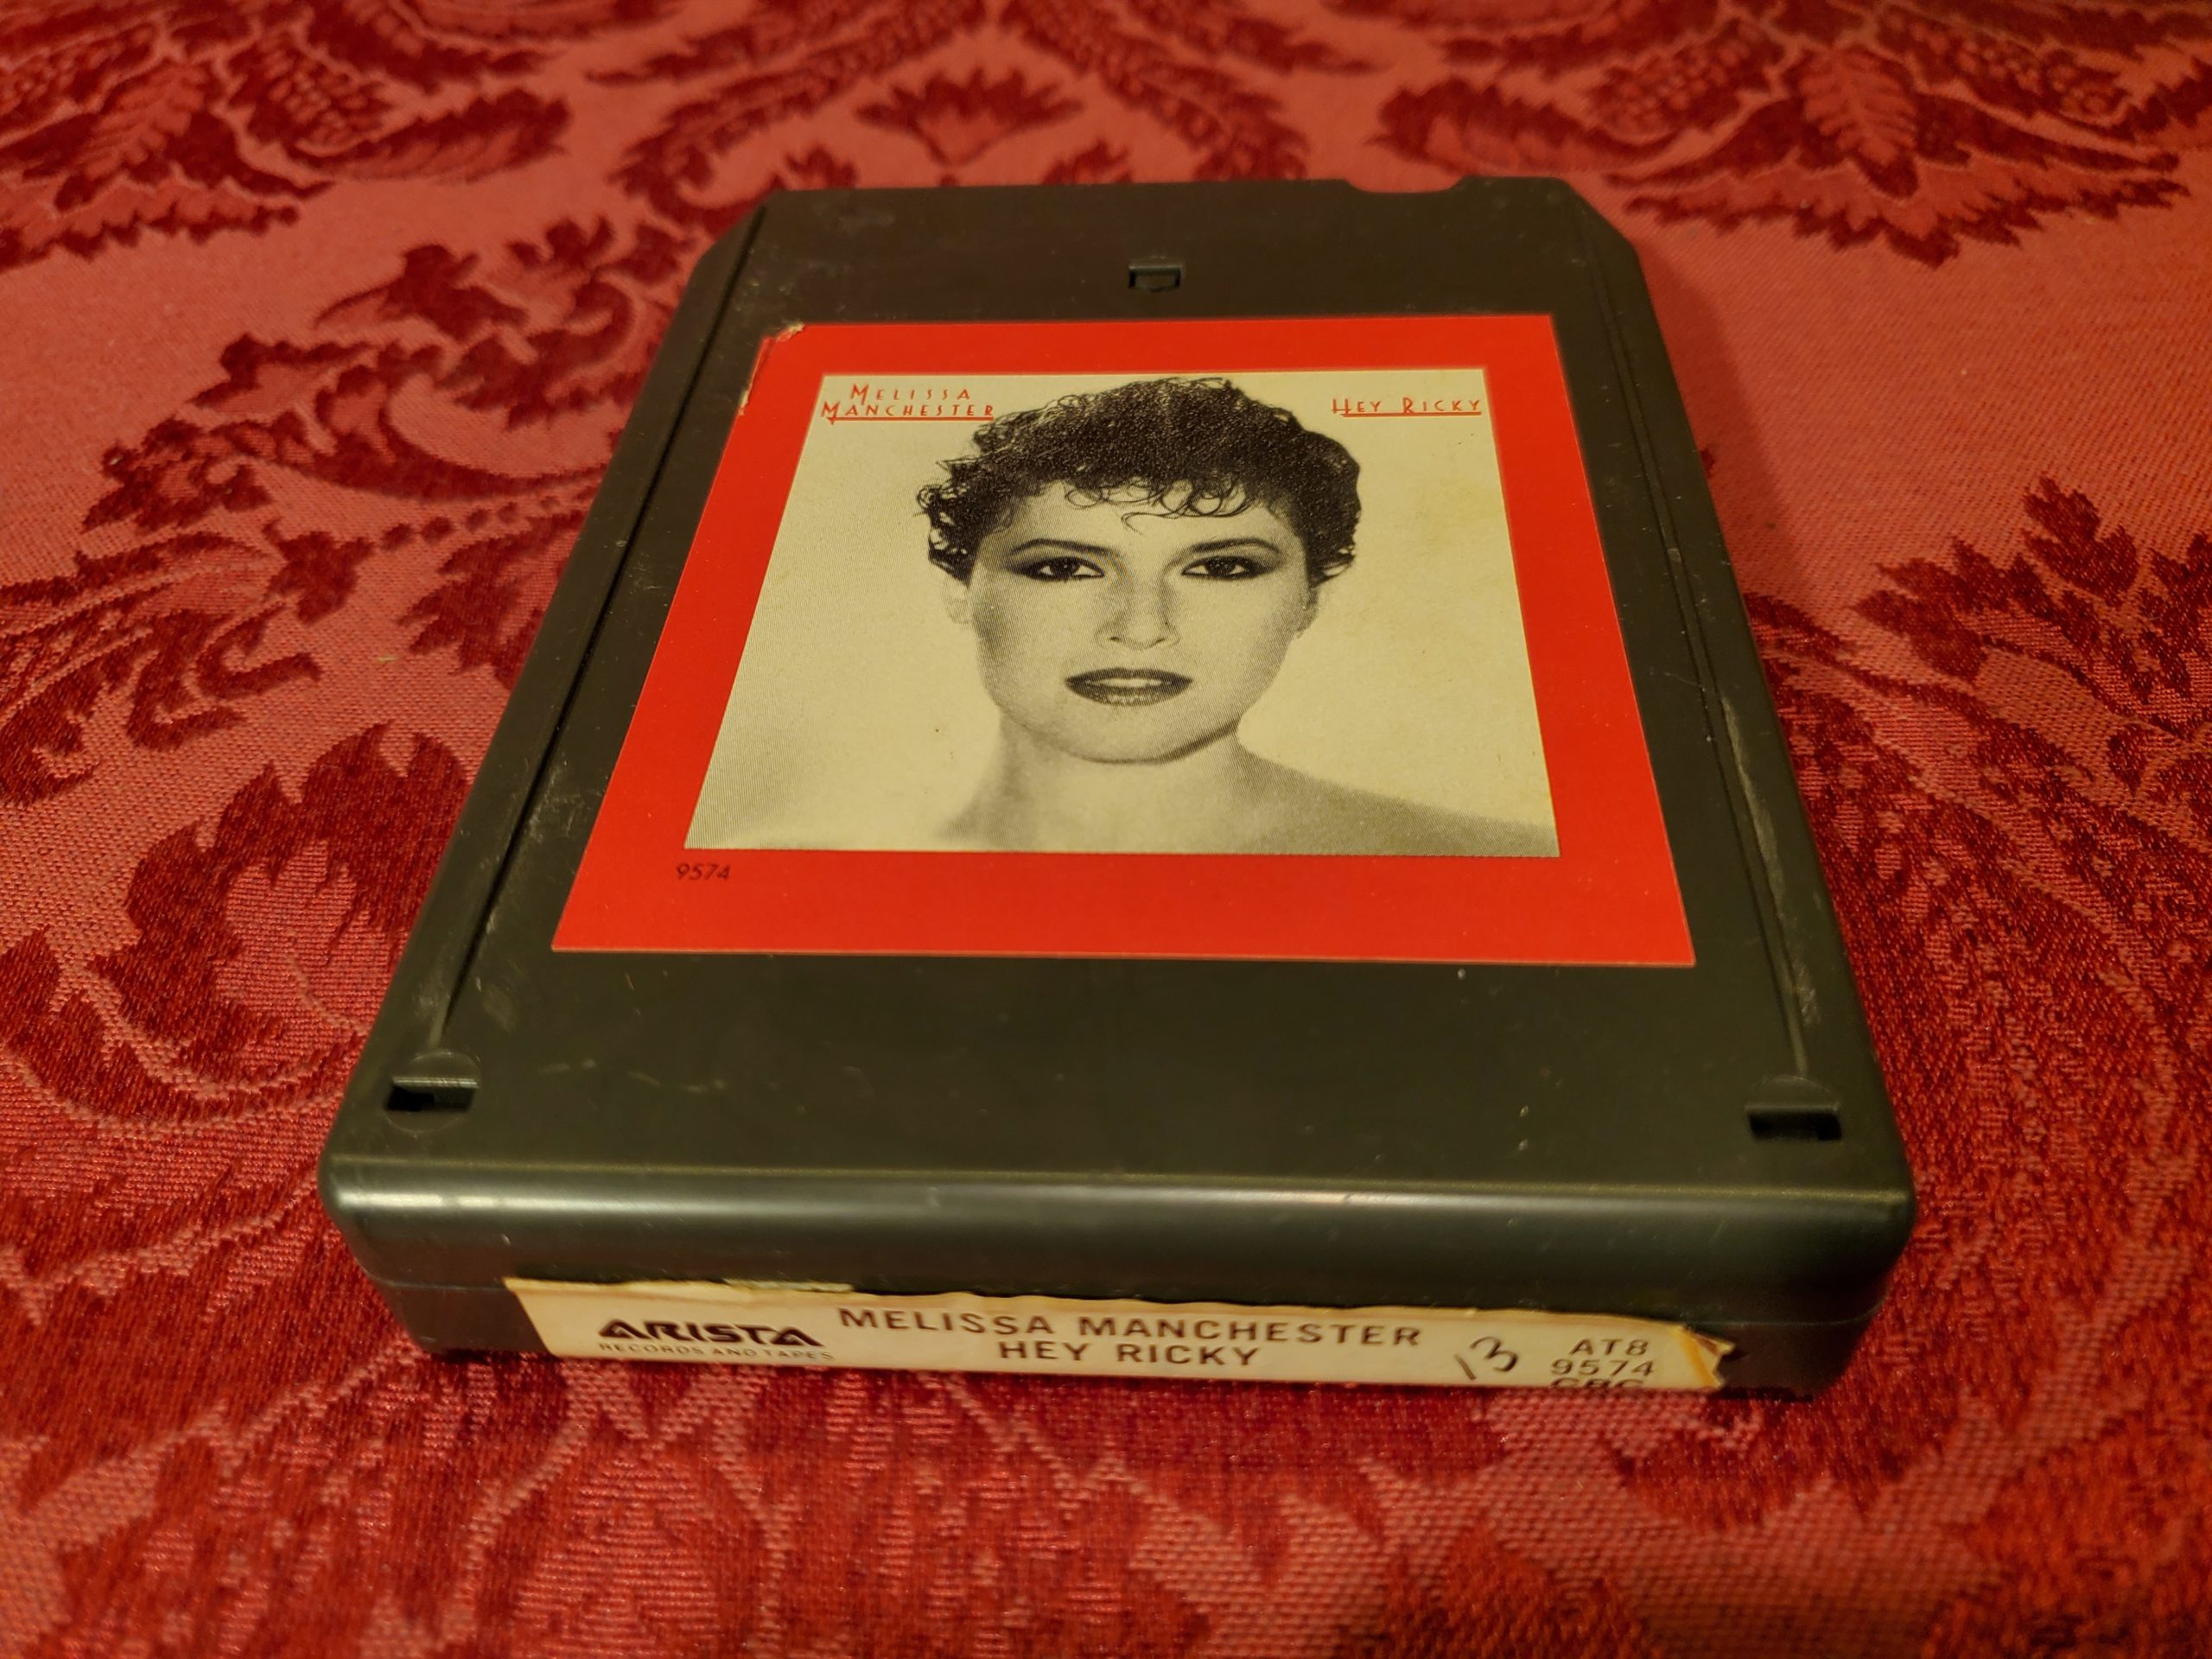 MELISSA
MANCHESTER
HEY RICKY
9574
ARISTA
RECORDS AND TAPES
MELISSA MANCHESTER
HEY RICKY
13
AT8
9574